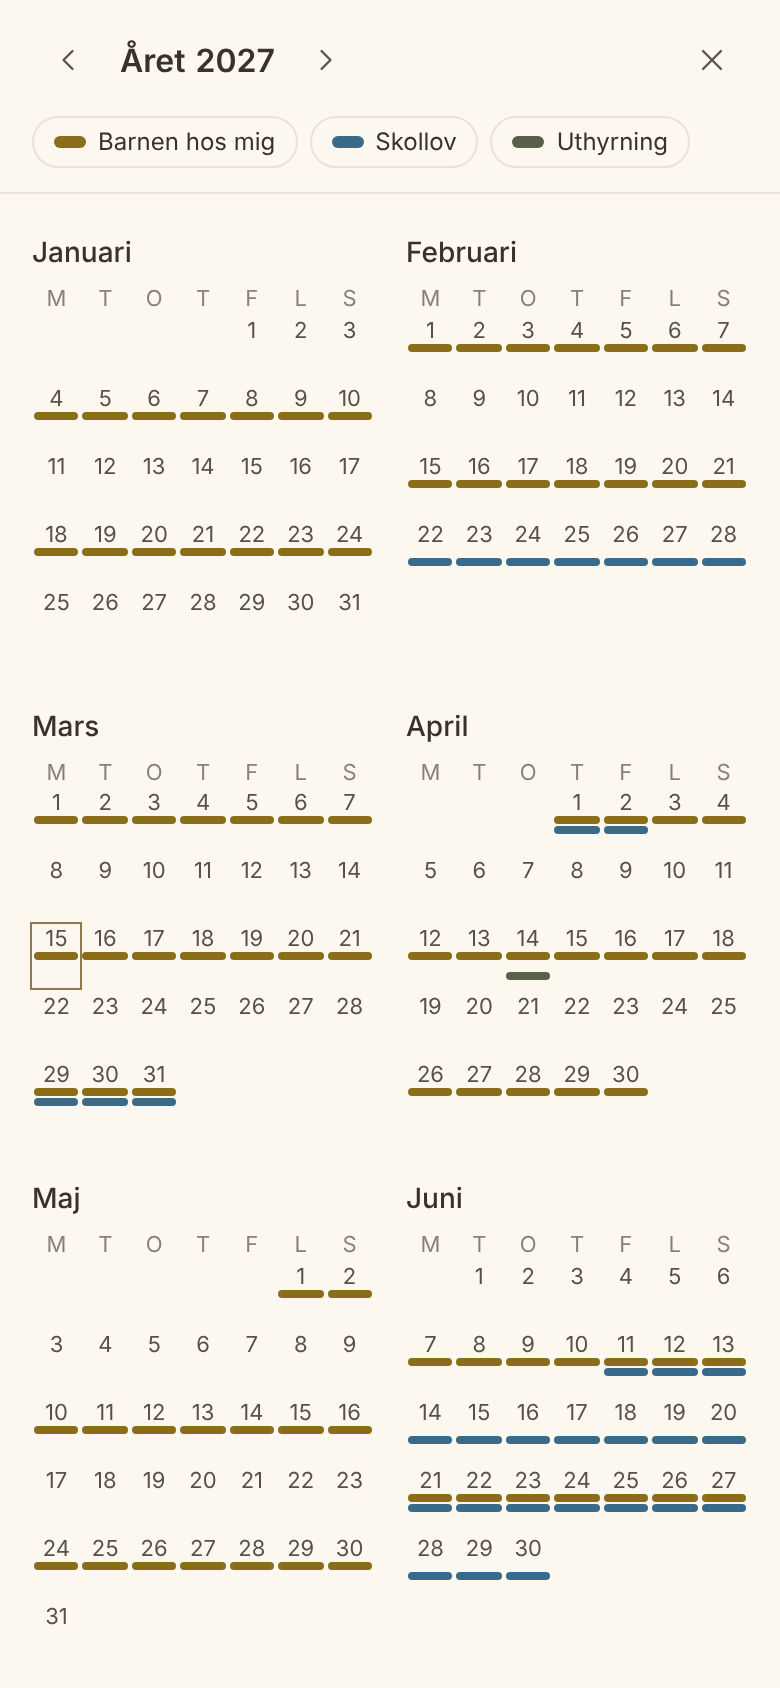 Året 2027
Barnen hos mig Skollov Uthyrning
Januari
M T O T F L S
1 2 3
4 5 6 7 8 9 10
11 12 13 14 15 16 17
18 19 20 21 22 23 24
25 26 27 28 29 30 31
Februari
M T O T F L S
1 2 3 4 5 6 7
8 9 10 11 12 13 14
15 16 17 18 19 20 21
22 23 24 25 26 27 28
Mars
M T O T F L S
1 2 3 4 5 6 7
8 9 10 11 12 13 14
15 16 17 18 19 20 21
22 23 24 25 26 27 28
29 30 31
April
M T O T F L S
1 2 3 4
5 6 7 8 9 10 11
12 13 14 15 16 17 18
19 20 21 22 23 24 25
26 27 28 29 30
Maj
M T O T F L S
1 2
3 4 5 6 7 8 9
10 11 12 13 14 15 16
17 18 19 20 21 22 23
24 25 26 27 28 29 30
31
Juni
M T O T F L S
1 2 3 4 5 6
7 8 9 10 11 12 13
14 15 16 17 18 19 20
21 22 23 24 25 26 27
28 29 30